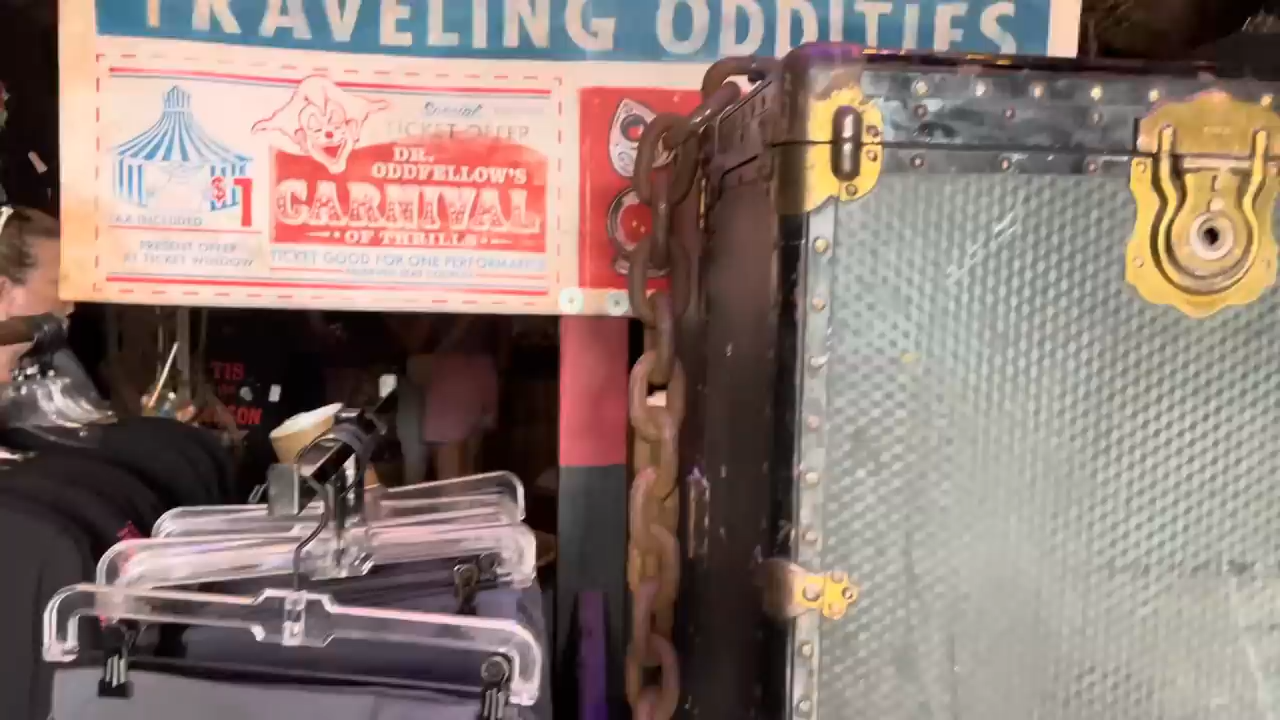 TRAVELING ODDITIES
TICKET OFFER
DR.
ODDFELLOW'S
CARNIVAL
OF THRILLS
$1
TAX INCLUDED
PRESENT OFFER
AT TICKET WINDOW
TICKET GOOD FOR ONE PERFORMANCE
TIS